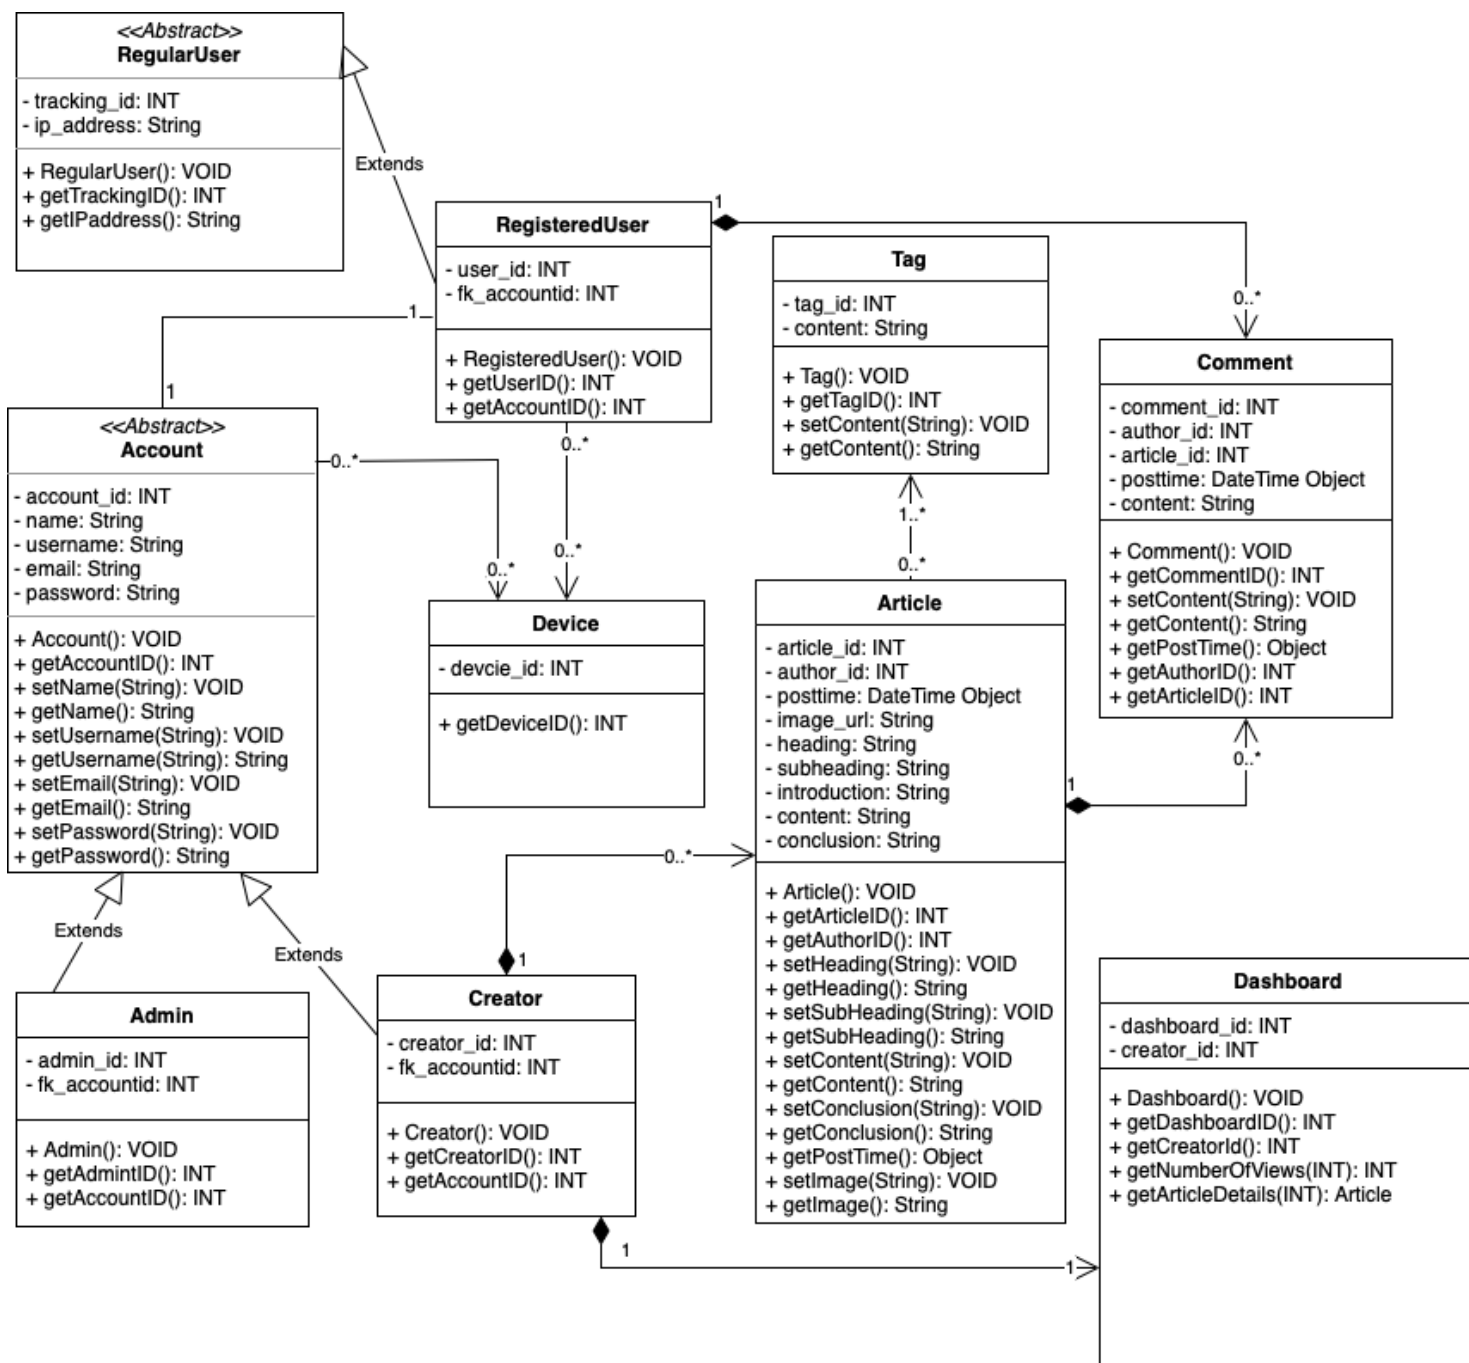 <<Abstract>>
RegularUser
- tracking_id: INT
- ip_address: String
+ RegularUser(): VOID
+ getTrackingID(): INT
+ getIPaddress(): String
Extends
RegisteredUser
- user_id: INT
- fk_accountid: INT
+ RegisteredUser(): VOID
+ getUserID(): INT
+ getAccountID(): INT
1
0..*
1
1
0..*
0..*
Tag
- tag_id: INT
- content: String
+ Tag(): VOID
+ getTagID(): INT
+ setContent(String): VOID
+ getContent(): String
1..*
0..*
Comment
- comment_id: INT
- author_id: INT
- article_id: INT
- posttime: DateTime Object
- content: String
+ Comment(): VOID
+ getCommentID(): INT
+ setContent(String): VOID
+ getContent(): String
+ getPostTime(): Object
+ getAuthorID(): INT
+ getArticleID(): INT
0..*
1
<<Abstract>>
Account
- account_id: INT
- name: String
- username: String
- email: String
- password: String
+ Account(): VOID
+ getAccountID(): INT
+ setName(String): VOID
+ getName(): String
+ setUsername(String): VOID
+ getUsername(String): String
+ setEmail(String): VOID
+ getEmail(): String
+ setPassword(String): VOID
+ getPassword(): String
0..*
0..*
Device
- devcie_id: INT
+ getDeviceID(): INT
Article
- article_id: INT
- author_id: INT
- posttime: DateTime Object
- image_url: String
- heading: String
- subheading: String
- introduction: String
- content: String
- conclusion: String
+ Article(): VOID
+ getArticleID(): INT
+ getAuthorID(): INT
+ setHeading(String): VOID
+ getHeading(): String
+ setSubHeading(String): VOID
+ getSubHeading(): String
+ setContent(String): VOID
+ getContent(): String
+ setConclusion(String): VOID
+ getConclusion(): String
+ getPostTime(): Object
+ setImage(String): VOID
+ getImage(): String
0..*
1
Extends
Extends
Admin
- admin_id: INT
- fk_accountid: INT
+ Admin(): VOID
+ getAdmintID(): INT
+ getAccountID(): INT
Creator
- creator_id: INT
- fk_accountid: INT
+ Creator(): VOID
+ getCreatorID(): INT
+ getAccountID(): INT
1
1
Dashboard
- dashboard_id: INT
- creator_id: INT
+ Dashboard(): VOID
+ getDashboardID(): INT
+ getCreatorId(): INT
+ getNumberOfViews(INT): INT
+ getArticleDetails(INT): Article